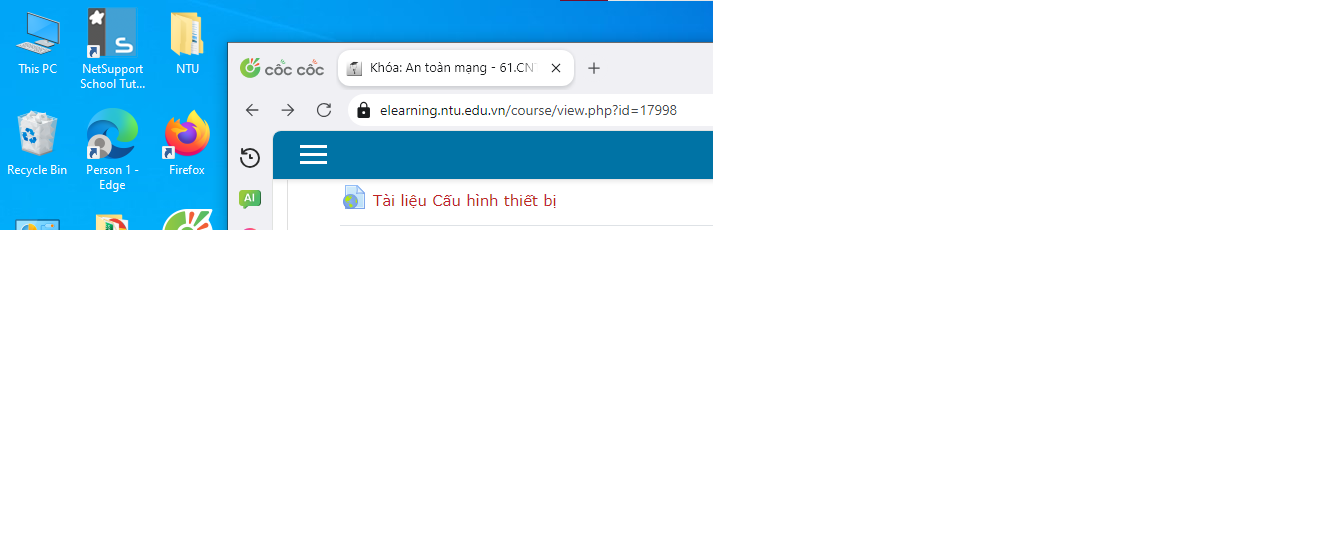 This PC
NetSupport
School Tut...
NTU
Recycle Bin
Person 1 -
Edge
Firefox
S
cốc cốc
Khóa: An toàn mạng - 61.CNT
elearning.ntu.edu.vn/course/view.php?id=17998
AI
Tài liệu Cấu hình thiết bị